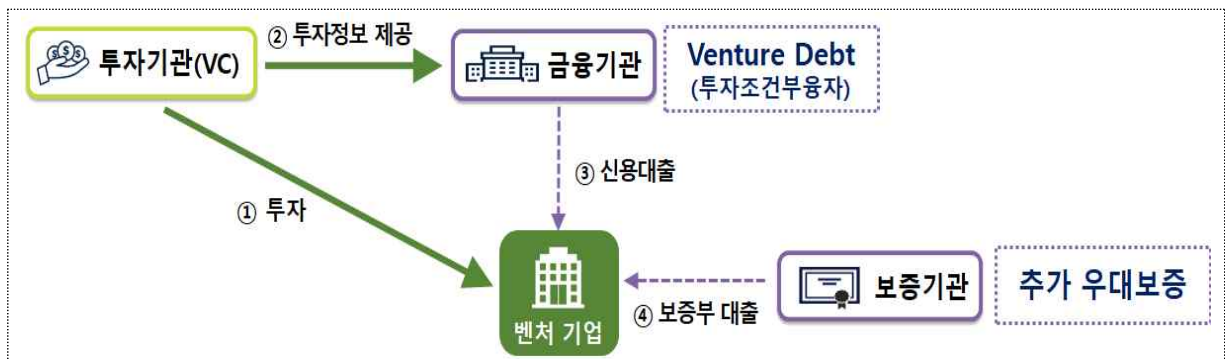 ② 투자정보 제공
투자기관(VC)
금융기관
Venture Debt
(투자조건부융자)
③ 신용대출
① 투자
벤처 기업
④ 보증부 대출
보증기관
추가 우대보증